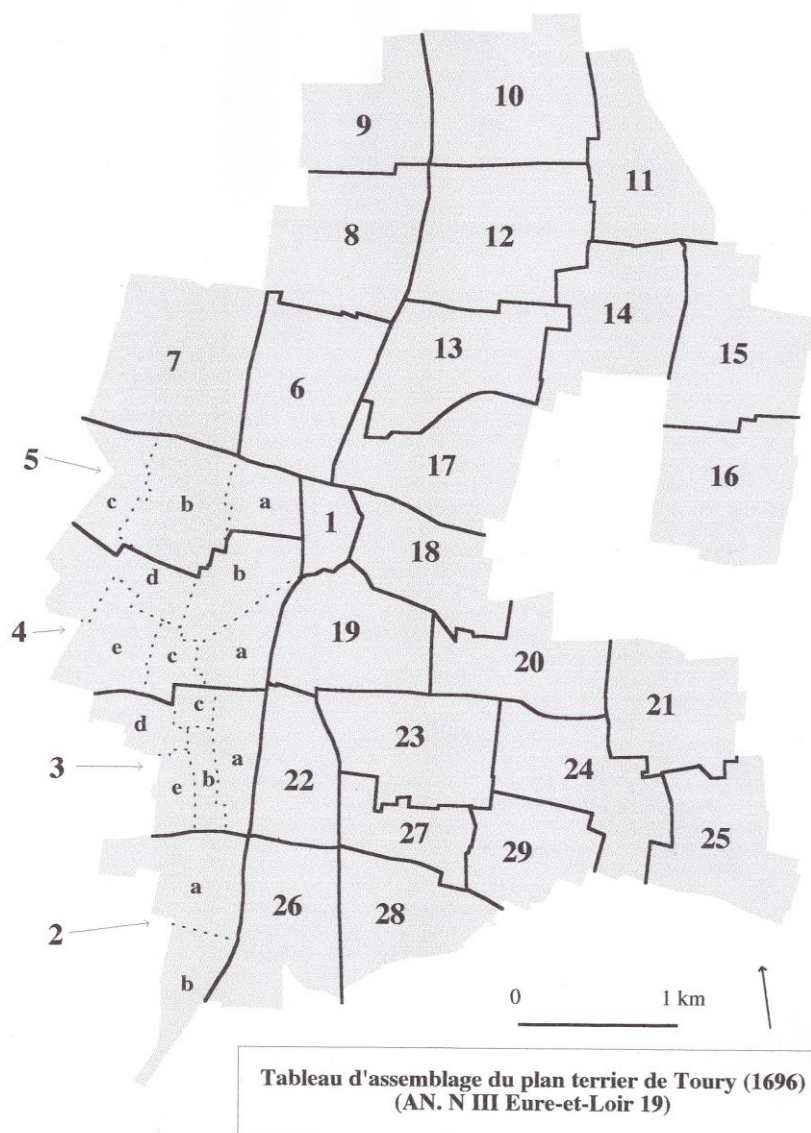 10
9
11
8
12
14
7
13
15
6
5
17
16
c
b
a
1
18
d
b
4
19
e
c
a
20
c
21
d
23
3
a
22
24
e
b
27
25
29
a
26
28
2
b
0 1 km
Tableau d'assemblage du plan terrier de Toury (1696)
(AN. N III Eure-et-Loir 19)